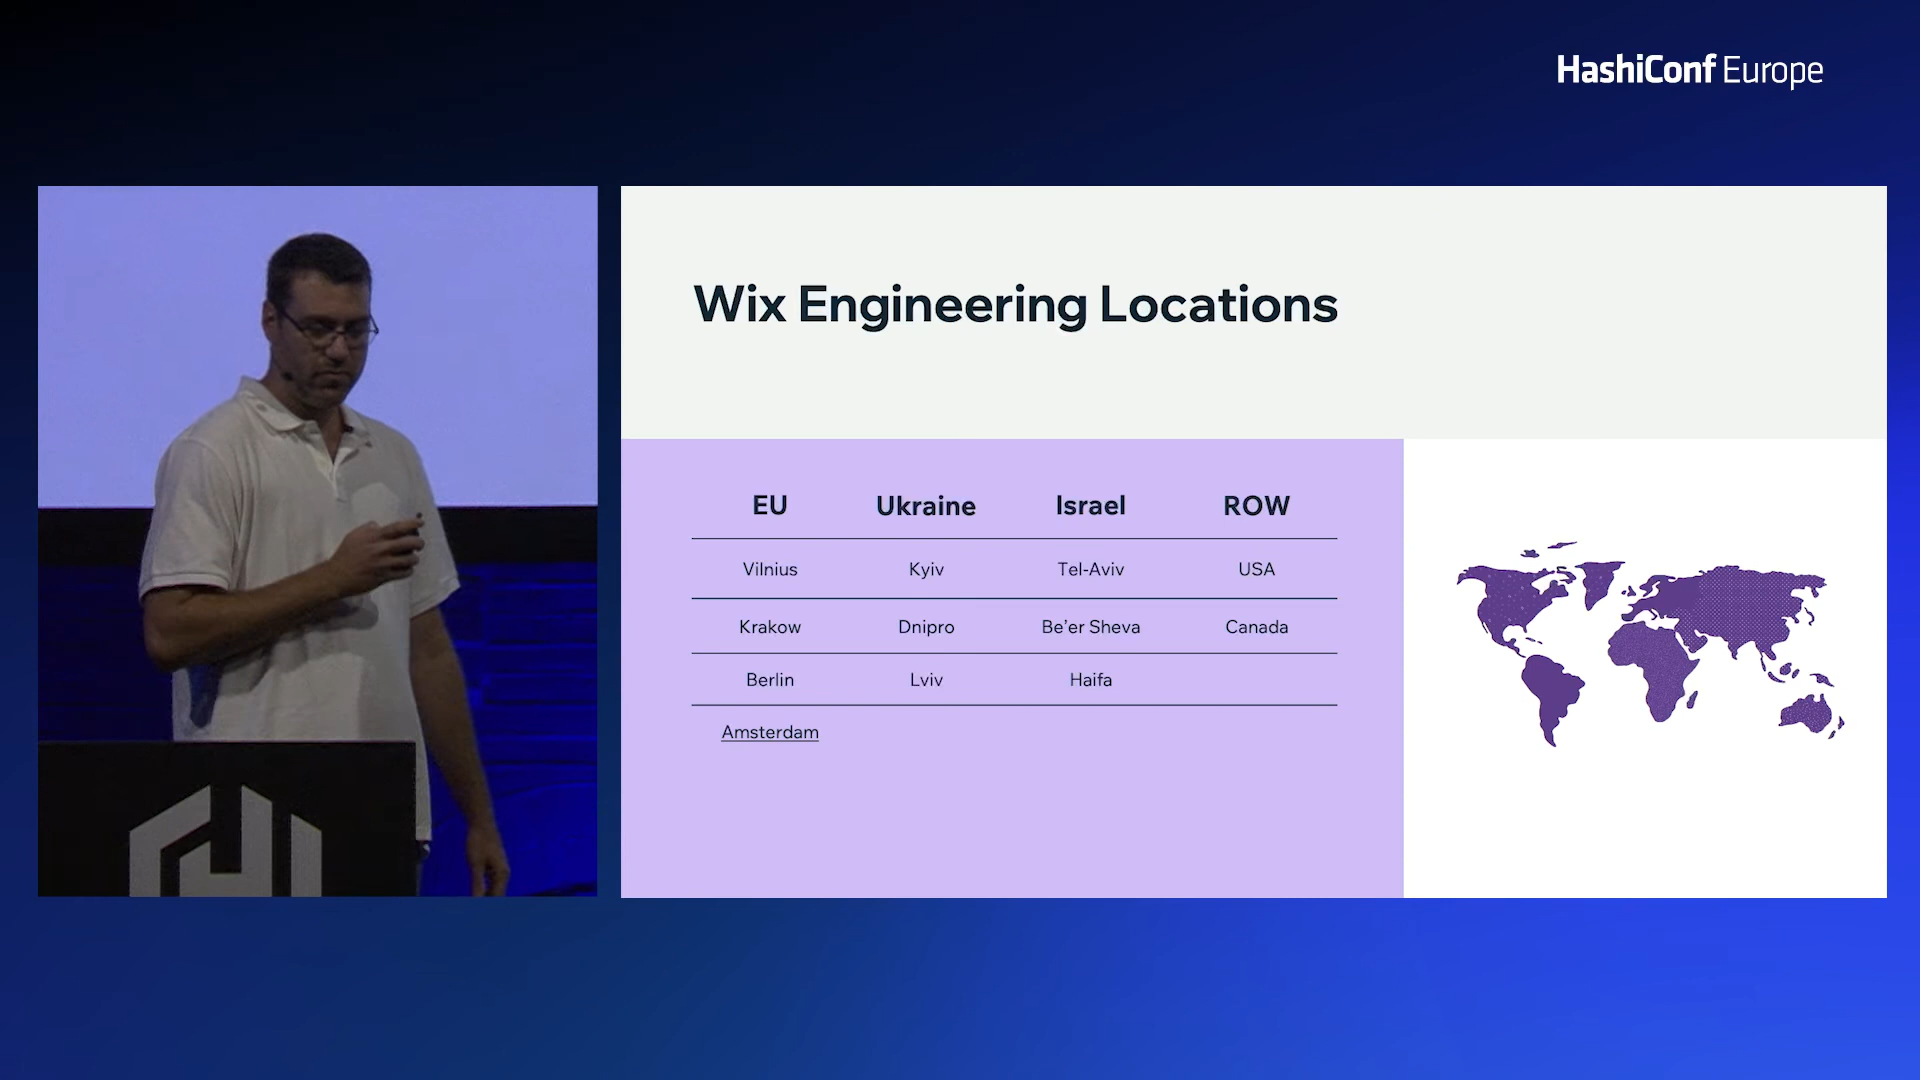 HashiConf Europe
Wix Engineering Locations
EU Ukraine Israel ROW
Vilnius Kyiv Tel-Aviv USA
Krakow Dnipro Be’er Sheva Canada
Berlin Lviv Haifa
Amsterdam